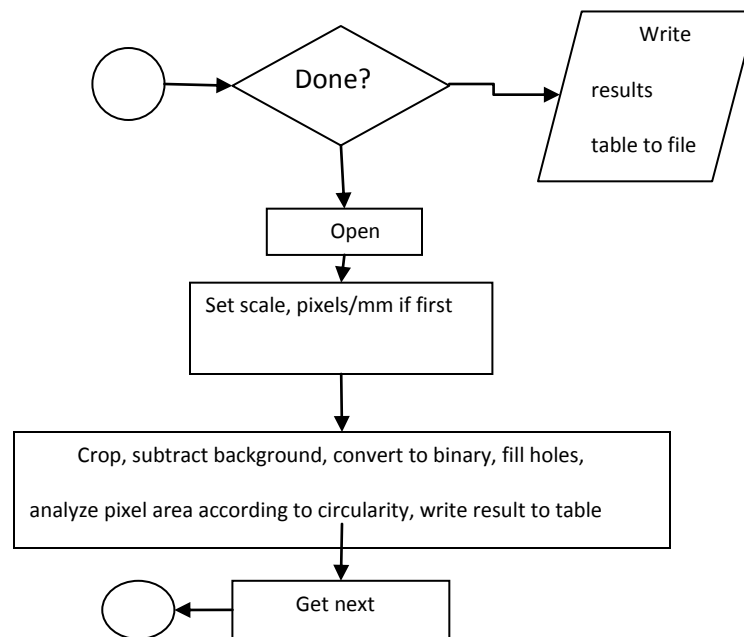 Done?
Write
results
table to file
Open
Set scale, pixels/mm if first
Crop, subtract background, convert to binary, fill holes,
analyze pixel area according to circularity, write result to table
Get next